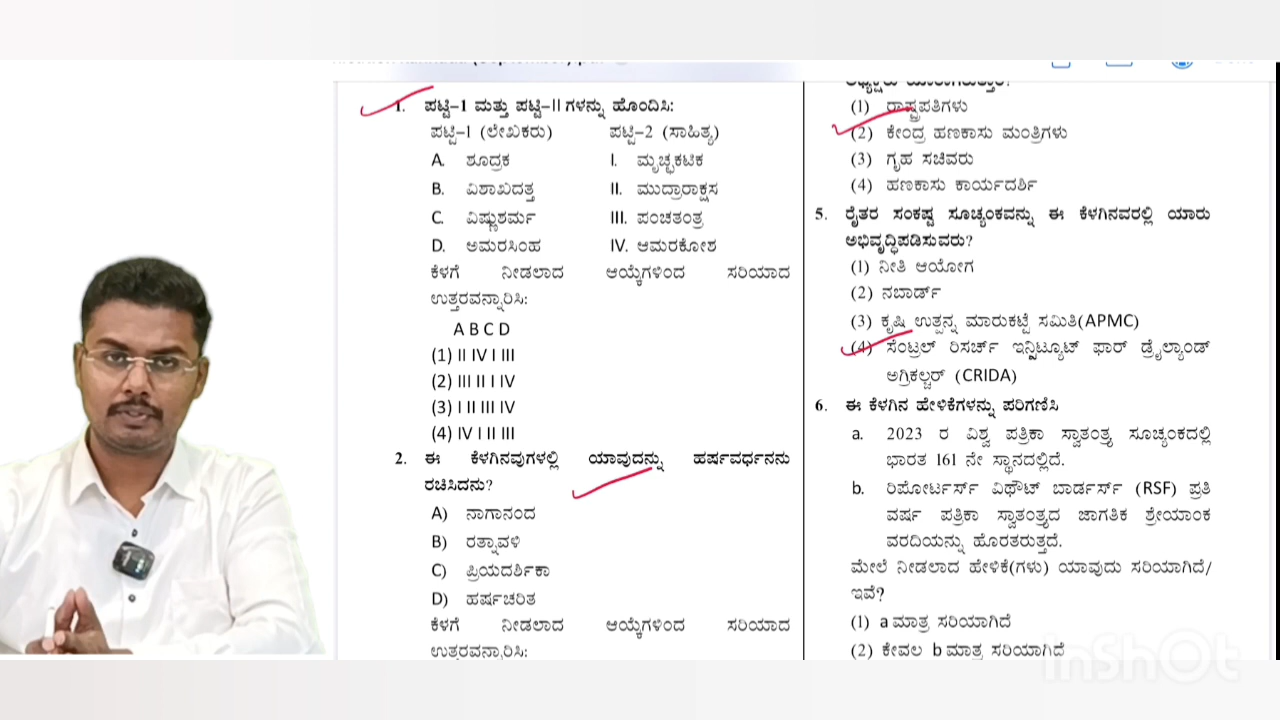 1. ಪಟ್ಟಿ-1 ಮತ್ತು ಪಟ್ಟಿ-II ಗಳನ್ನು ಹೊಂದಿಸಿ:
ಪಟ್ಟಿ-1 (ಲೇಖಕರು) ಪಟ್ಟಿ-2 (ಸಾಹಿತ್ಯ)
A. ಶೂದ್ರಕ I. ಮೃಚ್ಛಕಟಿಕ
B. ವಿಶಾಖದತ್ತ II. ಮುದ್ರಾರಾಕ್ಷಸ
C. ವಿಷ್ಣುಶರ್ಮ III. ಪಂಚತಂತ್ರ
D. ಅಮರಸಿಂಹ IV. ಆಮರಕೋಶ
ಕೆಳಗೆ ನೀಡಲಾದ ಆಯ್ಕೆಗಳಿಂದ ಸರಿಯಾದ
ಉತ್ತರವನ್ನಾರಿಸಿ:
A B C D
(1) II IV I III
(2) III II I IV
(3) I II III IV
(4) IV I II III
2. ಈ ಕೆಳಗಿನವುಗಳಲ್ಲಿ ಯಾವುದನ್ನು ಹರ್ಷವರ್ಧನನು
ರಚಿಸಿದನು?
A) ನಾಗಾನಂದ
B) ರತ್ನಾವಳಿ
C) ಪ್ರಿಯದರ್ಶಿಕಾ
D) ಹರ್ಷಚರಿತ
ಕೆಳಗೆ ನೀಡಲಾದ ಆಯ್ಕೆಗಳಿಂದ ಸರಿಯಾದ
ಉತ್ತರವನ್ನಾರಿಸಿ:
(1) ರಾಷ್ಟ್ರಪತಿಗಳು
(2) ಕೇಂದ್ರ ಹಣಕಾಸು ಮಂತ್ರಿಗಳು
(3) ಗೃಹ ಸಚಿವರು
(4) ಹಣಕಾಸು ಕಾರ್ಯದರ್ಶಿ
5. ರೈತರ ಸಂಕಷ್ಟ ಸೂಚ್ಯಂಕವನ್ನು ಈ ಕೆಳಗಿನವರಲ್ಲಿ ಯಾರು
ಅಭಿವೃದ್ಧಿಪಡಿಸುವರು?
(1) ನೀತಿ ಆಯೋಗ
(2) ನಬಾರ್ಡ್
(3) ಕೃಷಿ ಉತ್ಪನ್ನ ಮಾರುಕಟ್ಟೆ ಸಮಿತಿ(APMC)
(4) ಸೆಂಟ್ರಲ್ ರಿಸರ್ಚ್ ಇನ್ಸ್ಟಿಟ್ಯೂಟ್ ಫಾರ್ ಡ್ರೈಲ್ಯಾಂಡ್
ಅಗ್ರಿಕಲ್ಚರ್ (CRIDA)
6. ಈ ಕೆಳಗಿನ ಹೇಳಿಕೆಗಳನ್ನು ಪರಿಗಣಿಸಿ
a. 2023 ರ ವಿಶ್ವ ಪತ್ರಿಕಾ ಸ್ವಾತಂತ್ರ್ಯ ಸೂಚ್ಯಂಕದಲ್ಲಿ
ಭಾರತ 161 ನೇ ಸ್ಥಾನದಲ್ಲಿದೆ.
b. ರಿಪೋರ್ಟರ್ಸ್ ವಿಥೌಟ್ ಬಾರ್ಡರ್ಸ್ (RSF) ಪ್ರತಿ
ವರ್ಷ ಪತ್ರಿಕಾ ಸ್ವಾತಂತ್ರ್ಯದ ಜಾಗತಿಕ ಶ್ರೇಯಾಂಕ
ವರದಿಯನ್ನು ಹೊರತರುತ್ತದೆ.
ಮೇಲೆ ನೀಡಲಾದ ಹೇಳಿಕೆ(ಗಳು) ಯಾವುದು ಸರಿಯಾಗಿದೆ/
ಇವೆ?
(1) a ಮಾತ್ರ ಸರಿಯಾಗಿದೆ
(2) ಕೇವಲ b ಮಾತ್ರ ಸರಿಯಾಗಿದೆ
InShOt